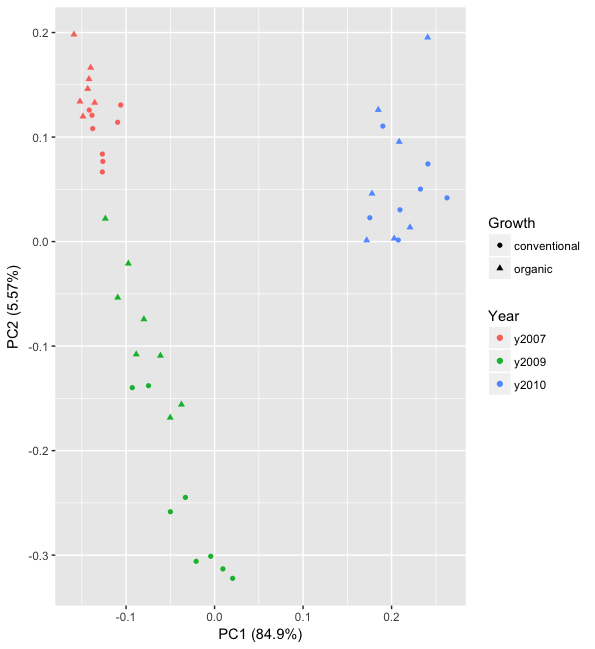 0.2
0.1
0.0
-0.1
-0.2
-0.3
PC2 (5.57%)
-0.1
0.0
0.1
0.2
PC1 (84.9%)
Growth
conventional
organic
Year
y2007
y2009
y2010